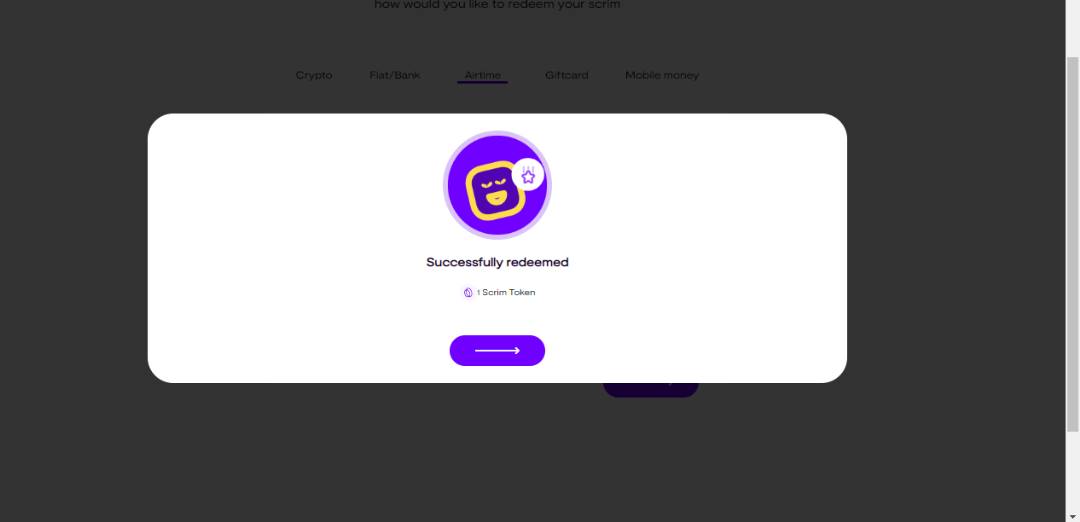 how would you like to redeem your scrim
Crypto Fiat/Bank Airtime Giftcard Mobile money
Successfully redeemed
1 Scrim Token